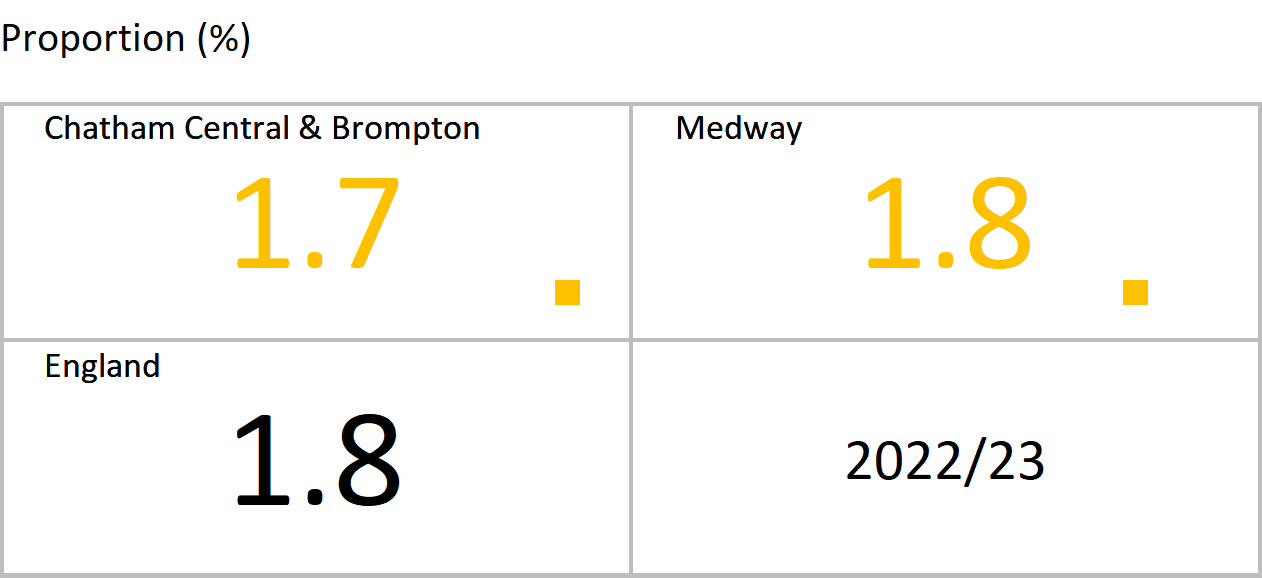 Proportion (%)
Chatham Central & Brompton
1.7
Medway
1.8
England
1.8
2022/23